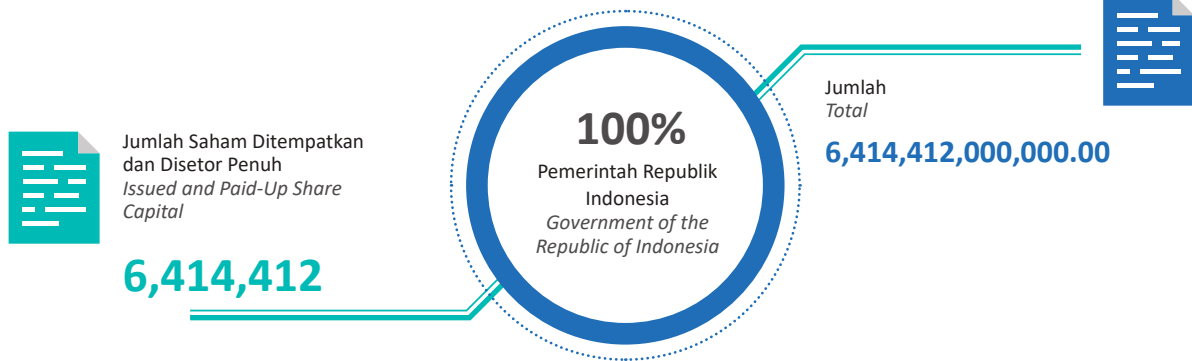 Jumlah Saham Ditempatkan
dan Disetor Penuh
Issued and Paid-Up Share
Capital
6,414,412
100%
Pemerintah Republik
Indonesia
Government of the
Republic of Indonesia
Jumlah
Total
6,414,412,000,000.00